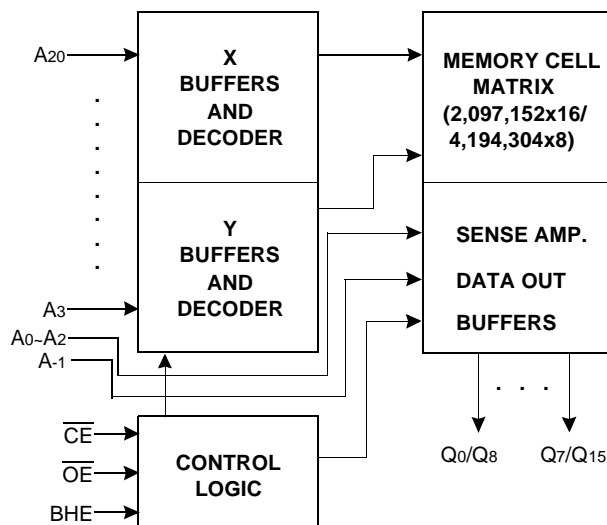 A20
X
BUFFERS
AND
DECODER
MEMORY CELL
MATRIX
(2,097,152x16/
4,194,304x8)
Y
BUFFERS
AND
DECODER
SENSE AMP.
DATA OUT
BUFFERS
A3
A0~A2
A-1
CE
OE
BHE
CONTROL
LOGIC
Q0/Q8
Q7/Q15